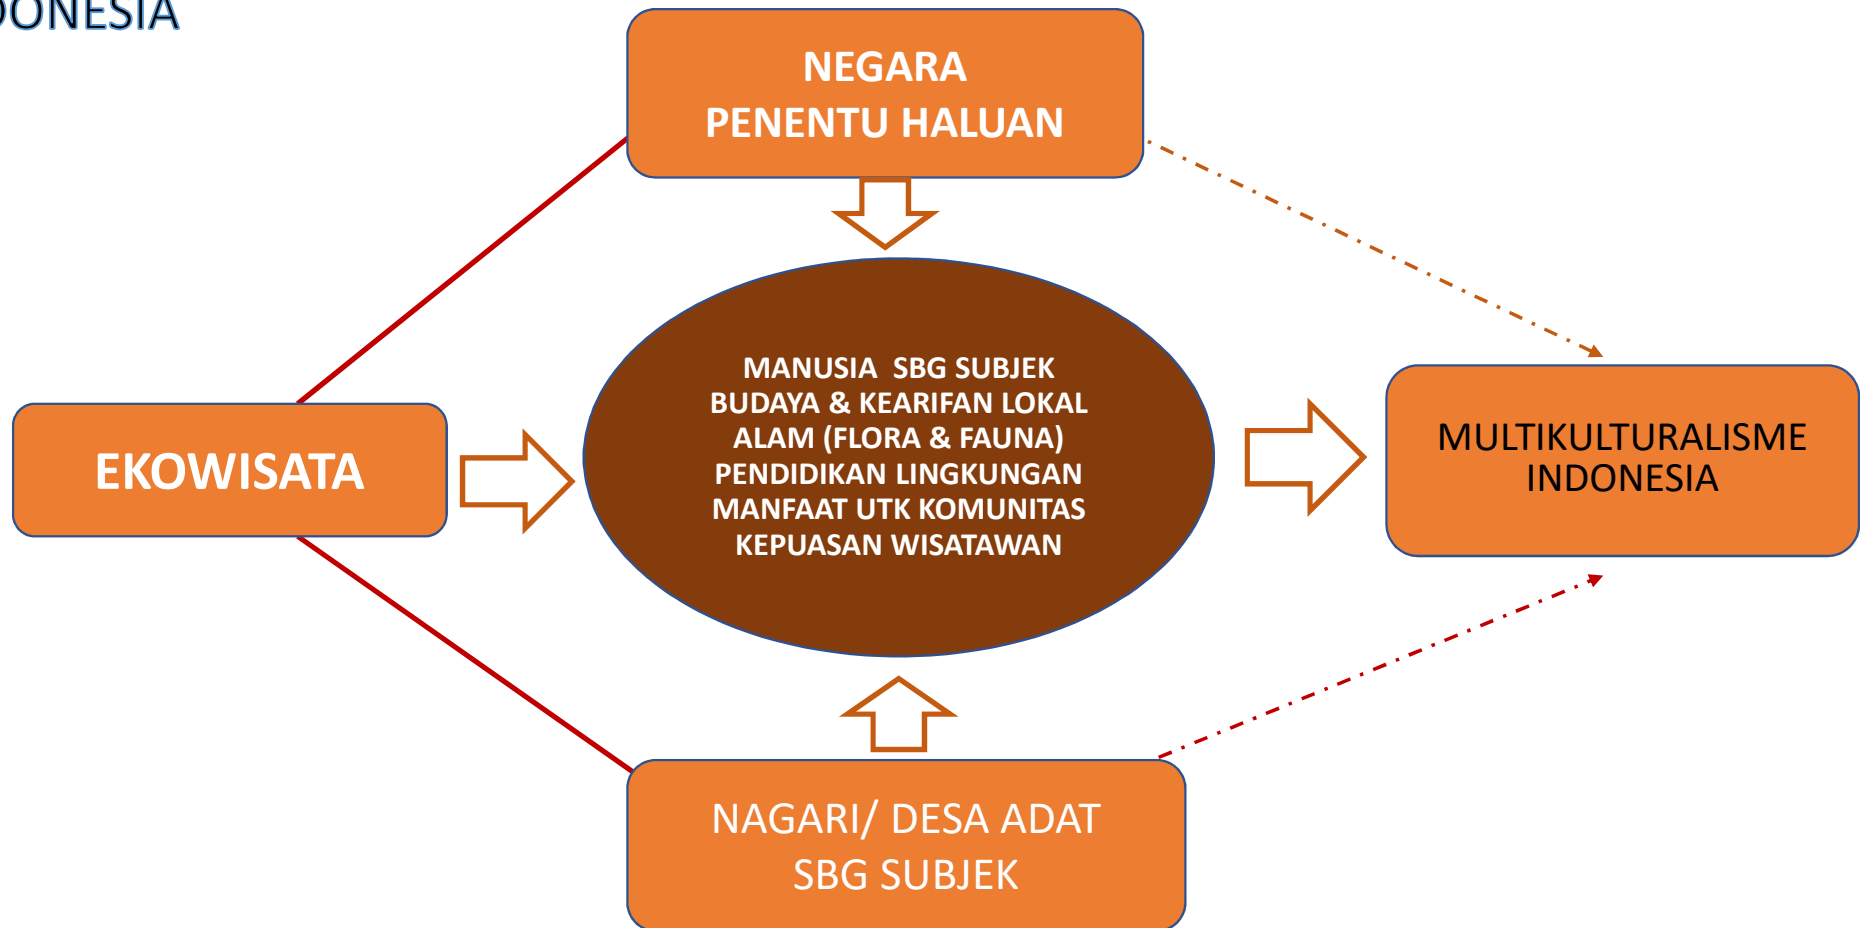 NEGARA
PENENTU HALUAN
MANUSIA SBG SUBJEK
BUDAYA & KEARIFAN LOKAL
ALAM (FLORA & FAUNA)
PENDIDIKAN LINGKUNGAN
MANFAAT UTK KOMUNITAS
KEPUASAN WISATAWAN
EKOWISATA
MULTIKULTURALISME
INDONESIA
NAGARI/ DESA ADAT
SBG SUBJEK